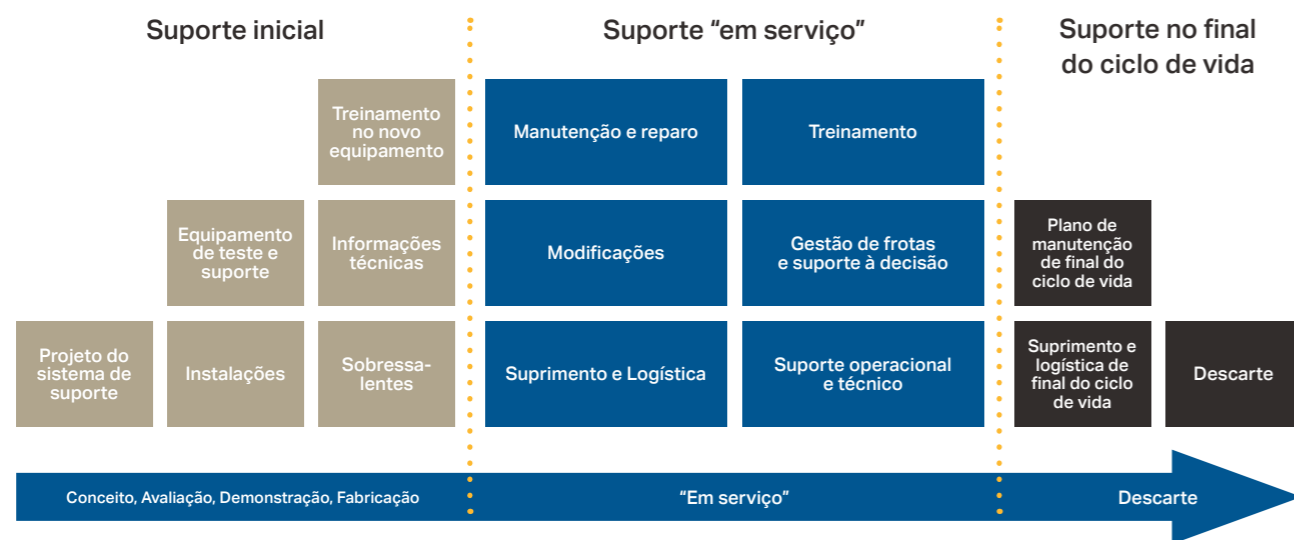 Suporte inicial
Suporte “em serviço”
Suporte no final
do ciclo de vida
Treinamento
no novo
equipamento
Manutenção e reparo
Treinamento
Equipamento
de teste e
suporte
Informações
técnicas
Modificações
Gestão de frotas
e suporte à decisão
Plano de
manutenção
de final do
ciclo de vida
Projeto do
sistema de
suporte
Instalações
Sobressa-
lentes
Suprimento e Logística
Suporte operacional
e técnico
Suprimento e
logística de
final do ciclo
de vida
Descarte
Conceito, Avaliação, Demonstração, Fabricação
“Em serviço”
Descarte